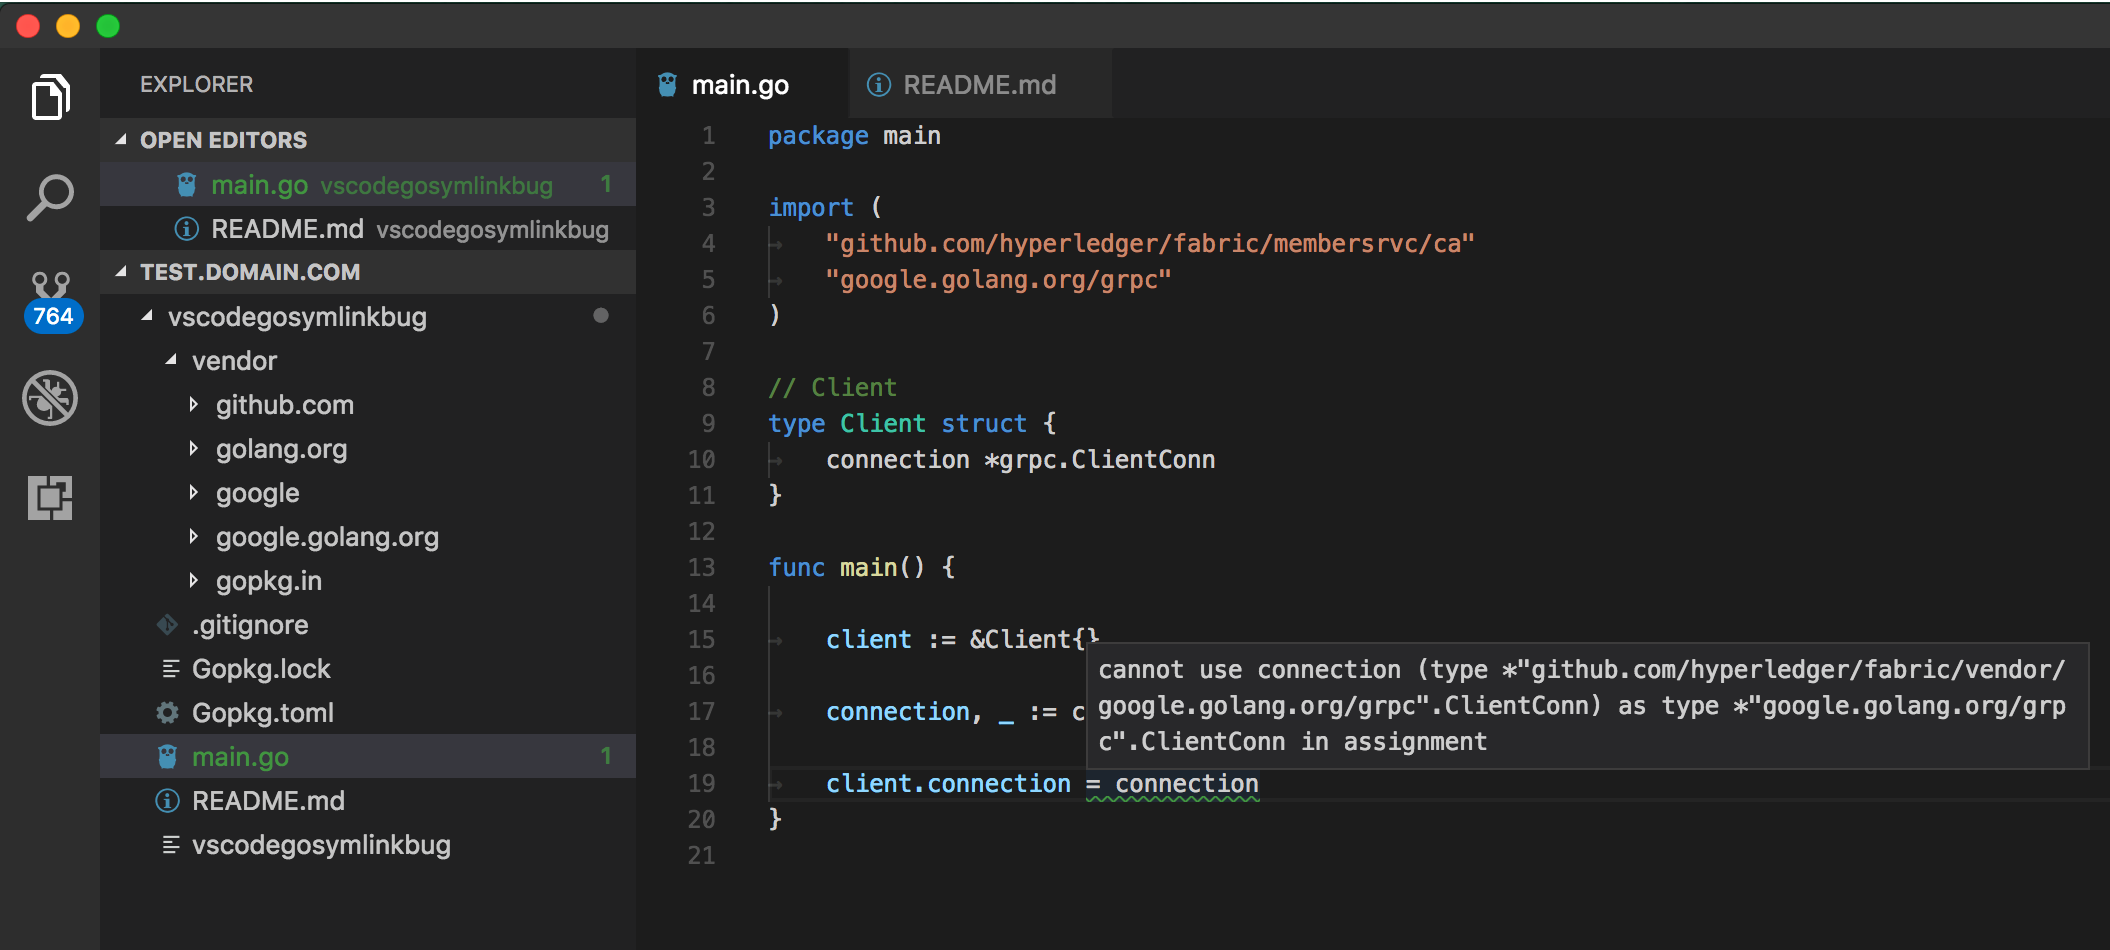 EXPLORER
OPEN EDITORS
main.go vscodegosymlinkbug 1
README.md vscodegosymlinkbug
TEST.DOMAIN.COM
764
vscodegosymlinkbug
vendor
github.com
golang.org
google
google.golang.org
gopkg.in
.gitignore
Gopkg.lock
Gopkg.toml
main.go 1
README.md
vscodegosymlinkbug
main.go README.md
1 package main
2
3 import (
4 "github.com/hyperledger/fabric/membersrvc/ca"
5 "google.golang.org/grpc"
6 )
7
8 // Client
9 type Client struct {
10 connection *grpc.ClientConn
11 }
12
13 func main() {
14
15 client := &Client{}
16
17 connection, _ := c
18
19 client.connection = connection
20 }
21
cannot use connection (type *"github.com/hyperledger/fabric/vendor/
google.golang.org/grpc".ClientConn) as type *"google.golang.org/grp
c".ClientConn in assignment